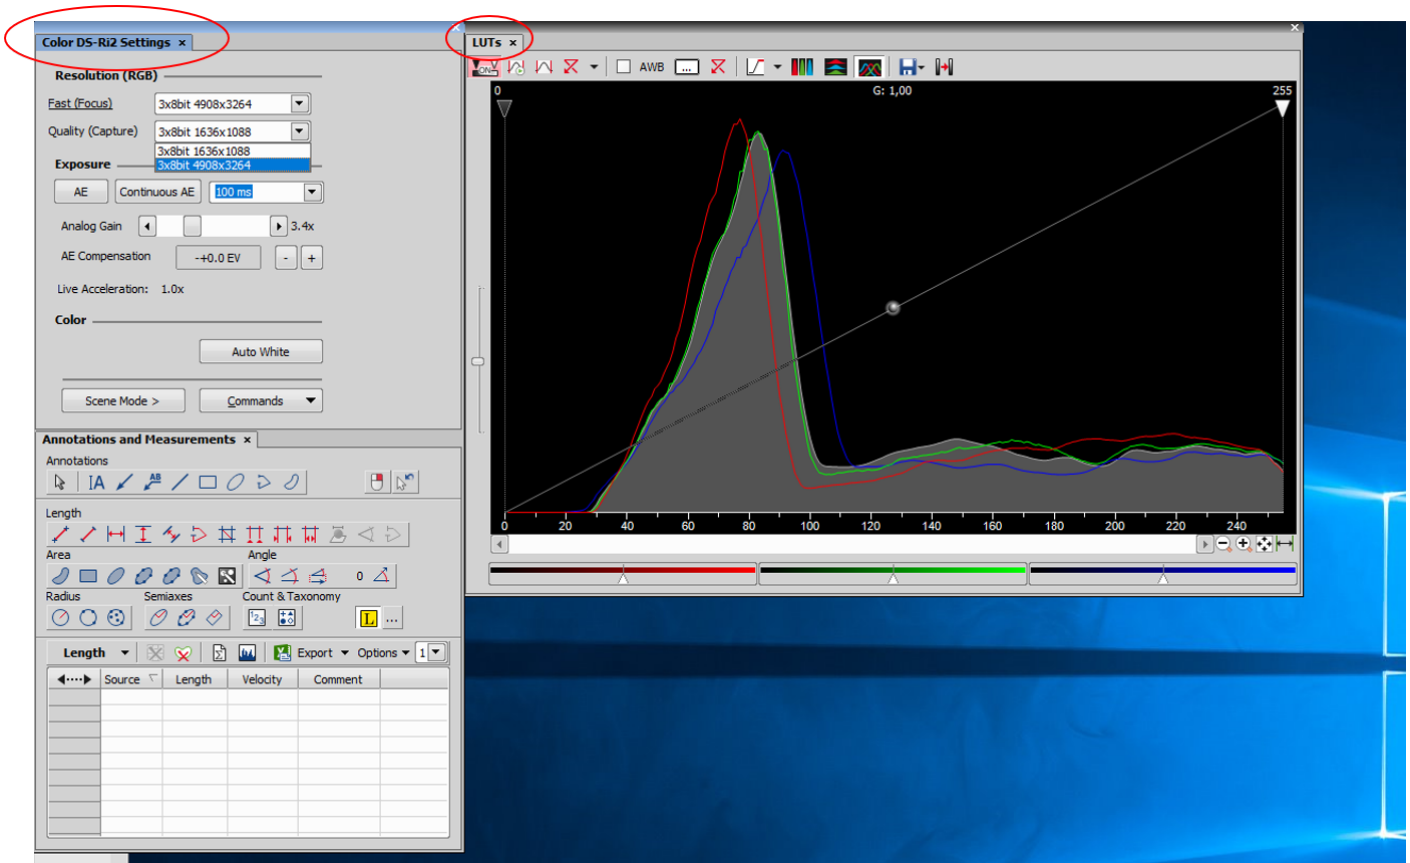 Color DS-Ri2 Settings ×
Resolution (RGB)
Fast (Focus) 3x8bit 4908x3264
Quality (Capture) 3x8bit 1636x1088
3x8bit 1636x1088
3x8bit 4908x3264
Exposure
AE Continuous AE 100 ms
Analog Gain 3.4x
AE Compensation -+0.0 EV - +
Live Acceleration: 1.0x
Color
Auto White
Scene Mode >
Commands
Annotations and Measurements ×
Annotations
IA AB
Length
Area Angle
0
Radius Semiaxes Count & Taxonomy
123 L ...
Length Σ Export Options 1
Source Length Velocity Comment
LUTs ×
ON AWB ...
0 G: 1,00 255
0 20 40 60 80 100 120 140 160 180 200 220 240